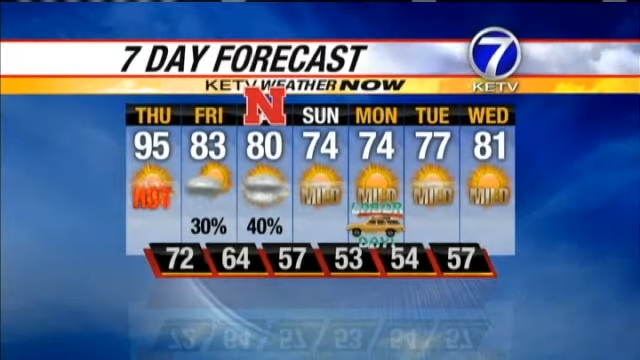 7 DAY FORECAST
7
KETV WEATHER NOW
KETV
THU FRI N SUN MON TUE WED
95 83 80 74 74 77 81
HOT MILD MILD MILD MILD
LABOR
30% 40%
DAY!
72 64 57 53 54 57